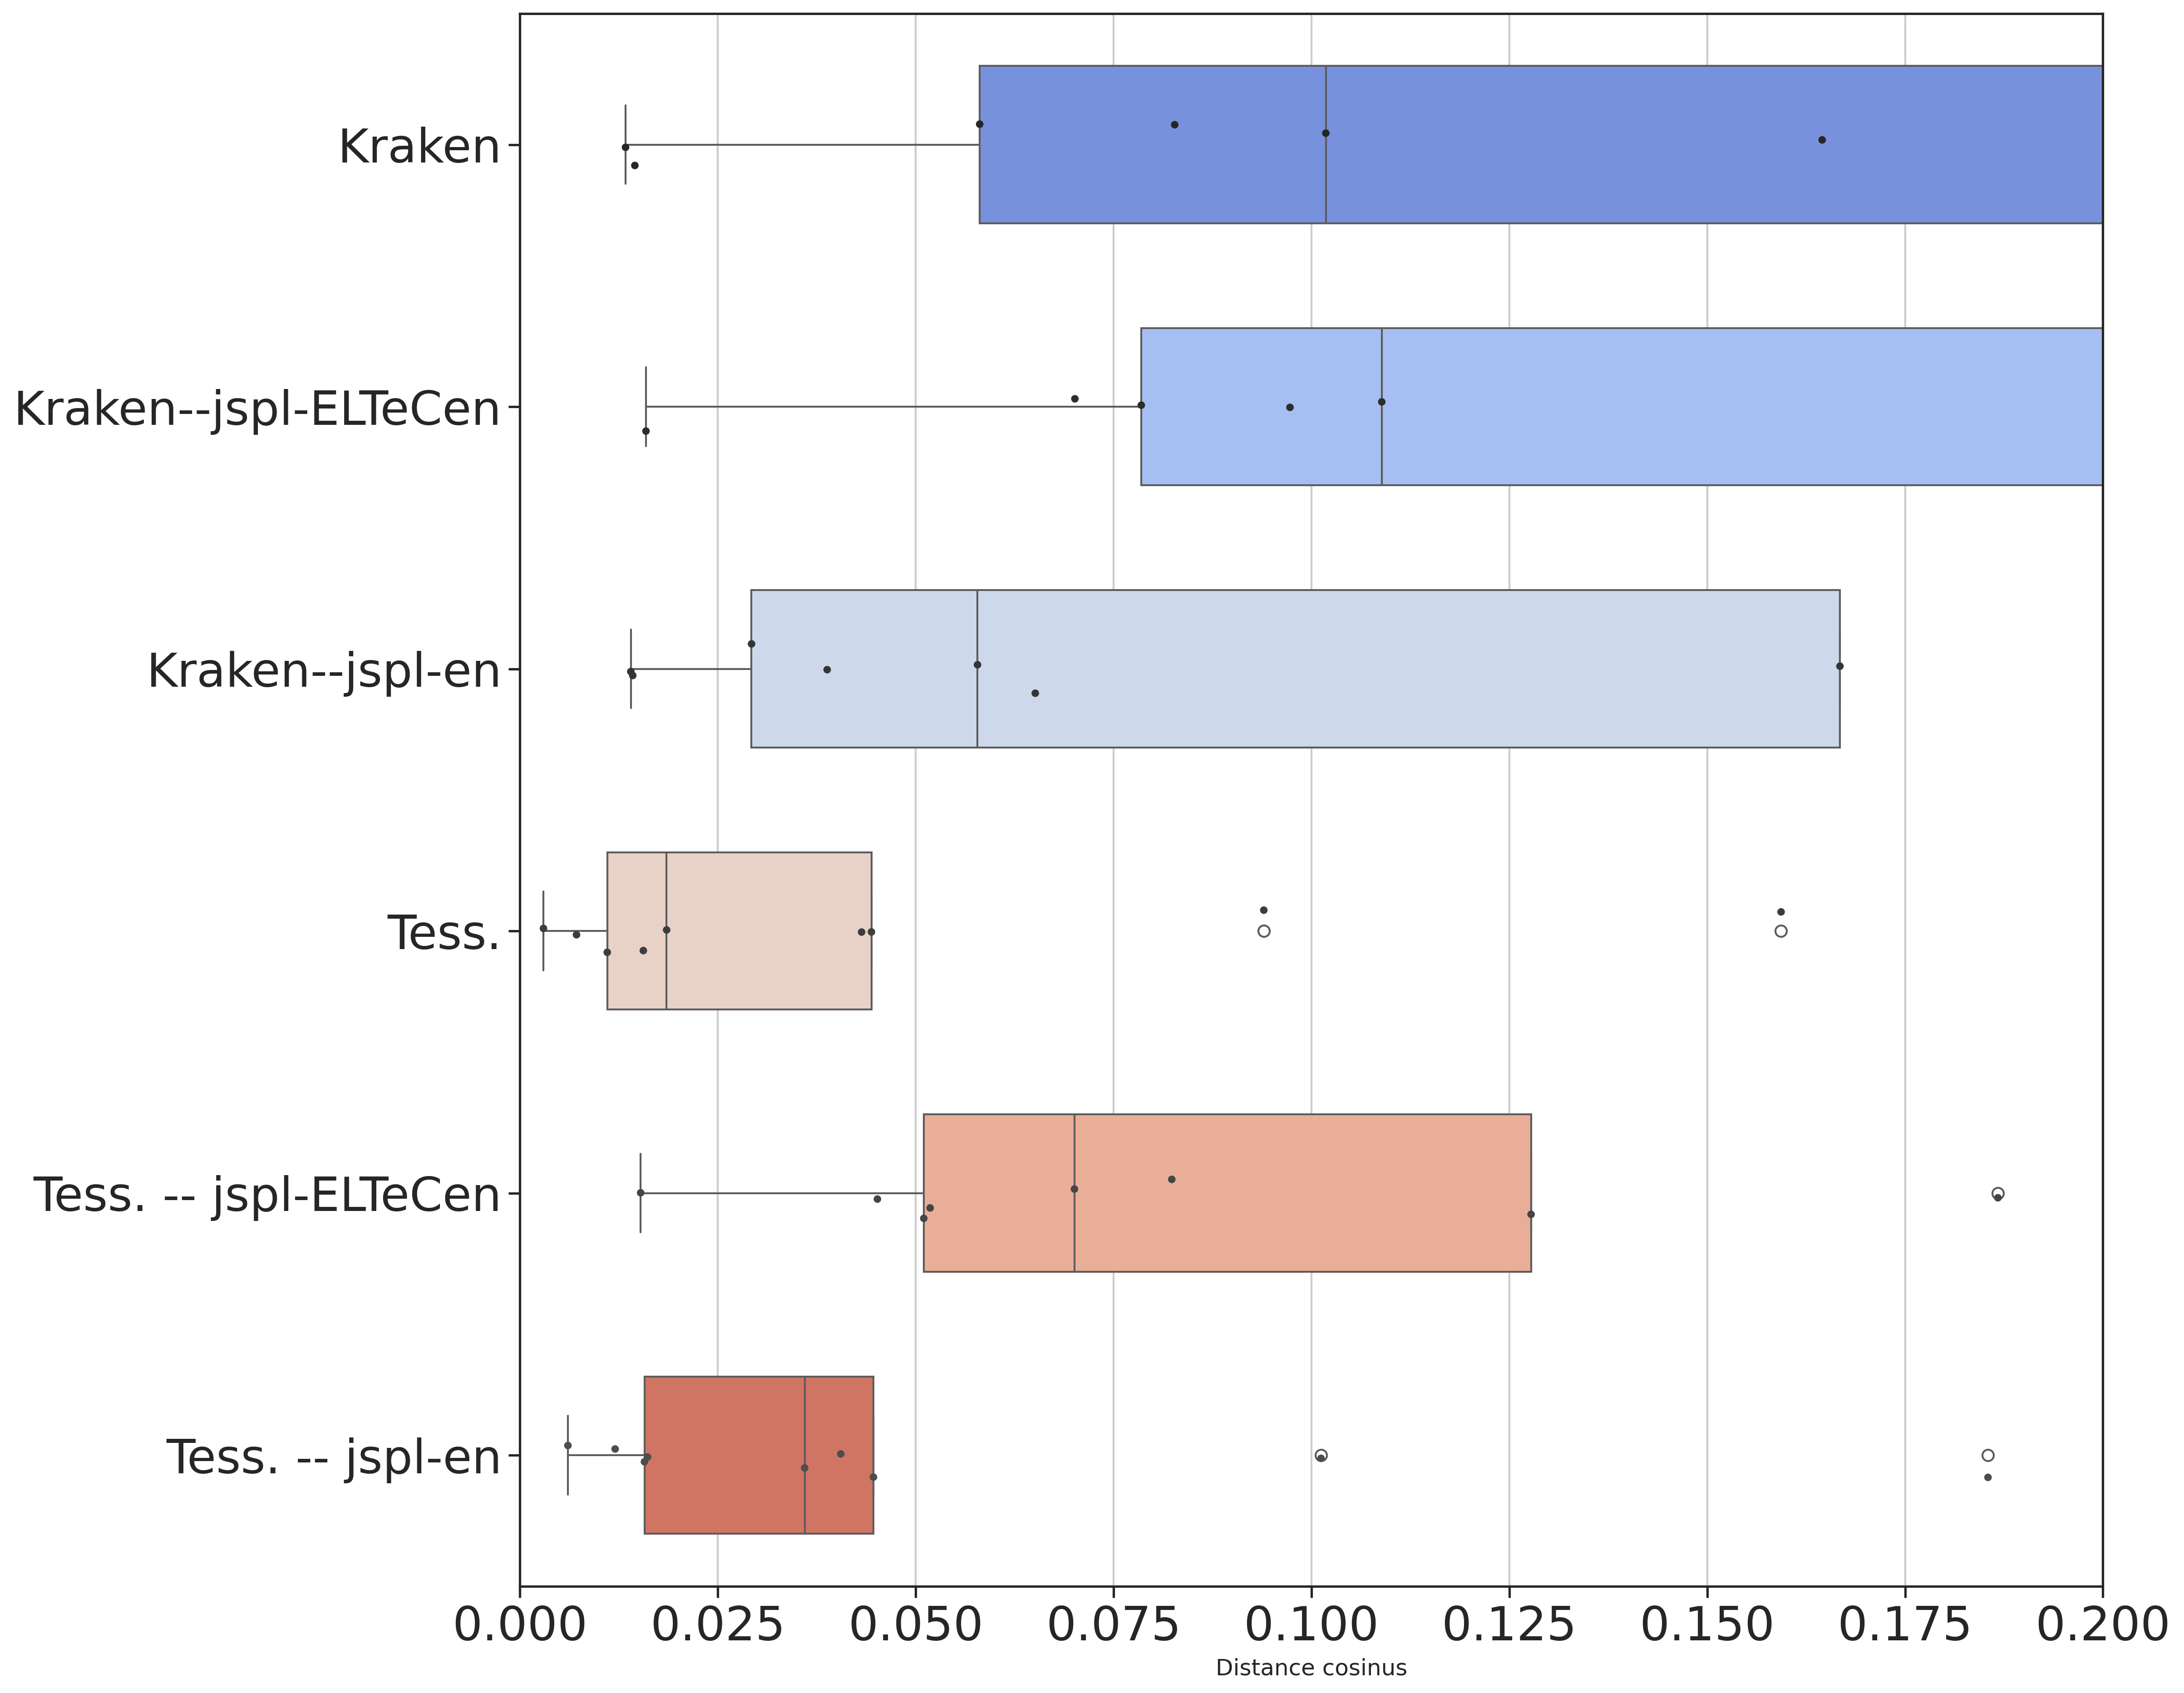 Kraken
Kraken--jspl-ELTeCen
Kraken--jspl-en
Tess.
Tess. -- jspl-ELTeCen
Tess. -- jspl-en
0.000 0.025 0.050 0.075 0.100 0.125 0.150 0.175 0.200
Distance cosinus